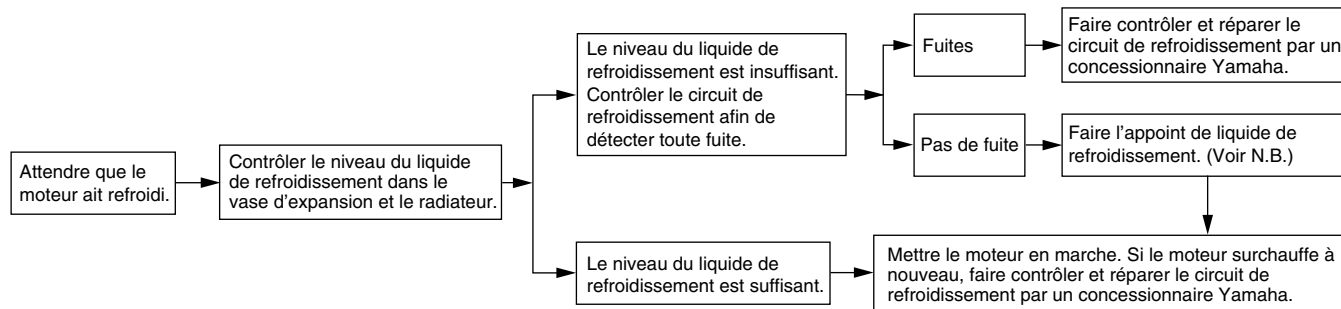 Attendre que le
moteur ait refroidi.
Contrôler le niveau du liquide
de refroidissement dans le
vase d'expansion et le radiateur.
Le niveau du liquide de
refroidissement est insuffisant.
Contrôler le circuit de
refroidissement afin de
détecter toute fuite.
Fuites
Faire contrôler et réparer le
circuit de refroidissement par un
concessionnaire Yamaha.
Pas de fuite
Faire l'appoint de liquide de
refroidissement. (Voir N.B.)
Le niveau du liquide de
refroidissement est suffisant.
Mettre le moteur en marche. Si le moteur surchauffe à
nouveau, faire contrôler et réparer le circuit de
refroidissement par un concessionnaire Yamaha.